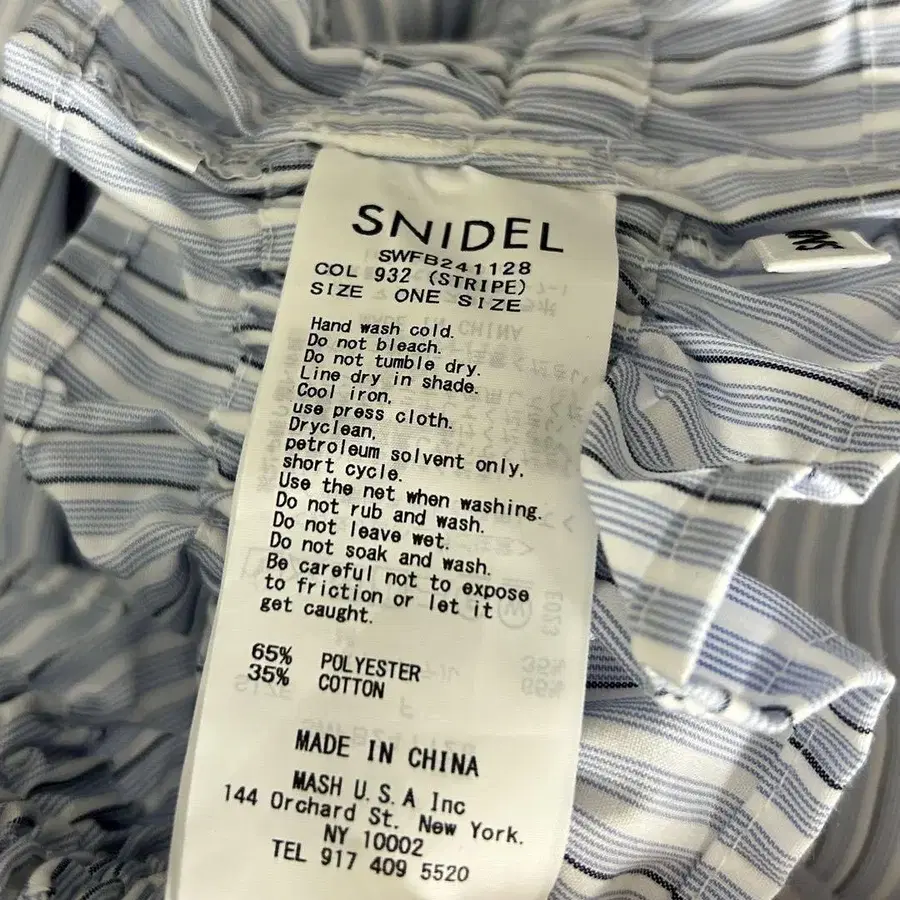 SNIDEL
SWFB241128
COL 932 (STRIPE)
SIZE ONE SIZE
Hand wash cold.
Do not bleach.
Do not tumble dry.
Line dry in shade.
Cool iron,
use press cloth.
Dryclean,
petroleum solvent only,
short cycle.
Use the net when washing.
Do not rub and wash.
Do not leave wet.
Do not soak and wash.
Be careful not to expose
to friction or let it
get caught.
65% POLYESTER
35% COTTON
MADE IN CHINA
MASH U.S.A Inc
144 Orchard St. New York.
NY 10002
TEL 917 409 5520